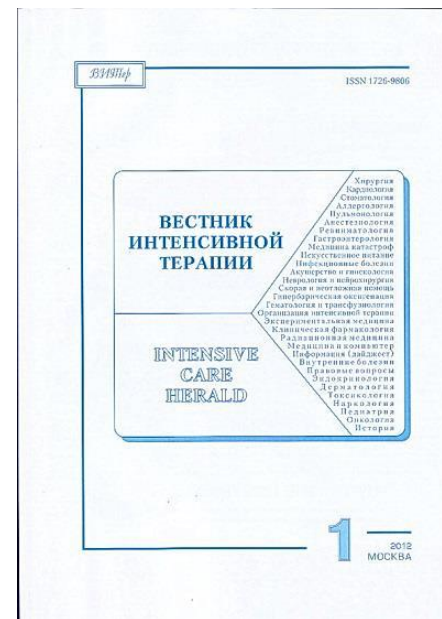 ВИТер
ISSN 1726-9806
ВЕСТНИК
ИНТЕНСИВНОЙ
ТЕРАПИИ
INTENSIVE
CARE
HERALD
Хирургия
Кардиология
Стоматология
Аллергология
Пульмонология
Анестезиология
Реаниматология
Гастроэнтерология
Медицина катастроф
Искусственное питание
Инфекционные болезни
Акушерство и гинекология
Неврология и нейрохирургия
Скорая и неотложная помощь
Гипербарическая оксигенация
Гематология и трансфузиология
Организация интенсивной терапии
Экспериментальная медицина
Клиническая фармакология
Радиационная медицина
Медицина и компьютер
Информация (дайджест)
Внутренние болезни
Правовые вопросы
Эндокринология
Дерматология
Токсикология
Наркология
Педиатрия
Онкология
История
1
2012
МОСКВА